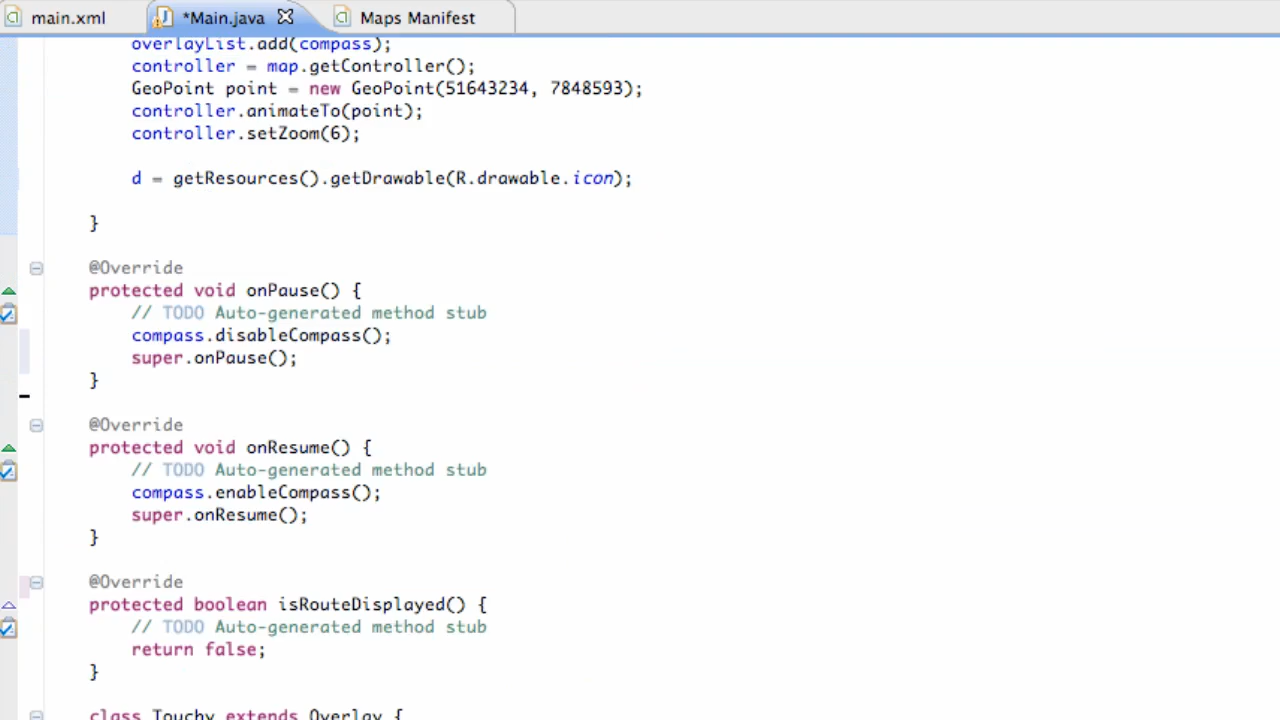 main.xml
*Main.java
Maps Manifest
overlayList.add(compass);
controller = map.getController();
GeoPoint point = new GeoPoint(51643234, 7848593);
controller.animateTo(point);
controller.setZoom(6);
d = getResources().getDrawable(R.drawable.icon);
}
@Override
protected void onPause() {
// TODO Auto-generated method stub
compass.disableCompass();
super.onPause();
}
@Override
protected void onResume() {
// TODO Auto-generated method stub
compass.enableCompass();
super.onResume();
}
@Override
protected boolean isRouteDisplayed() {
// TODO Auto-generated method stub
return false;
}
class Touchy extends Overlay {